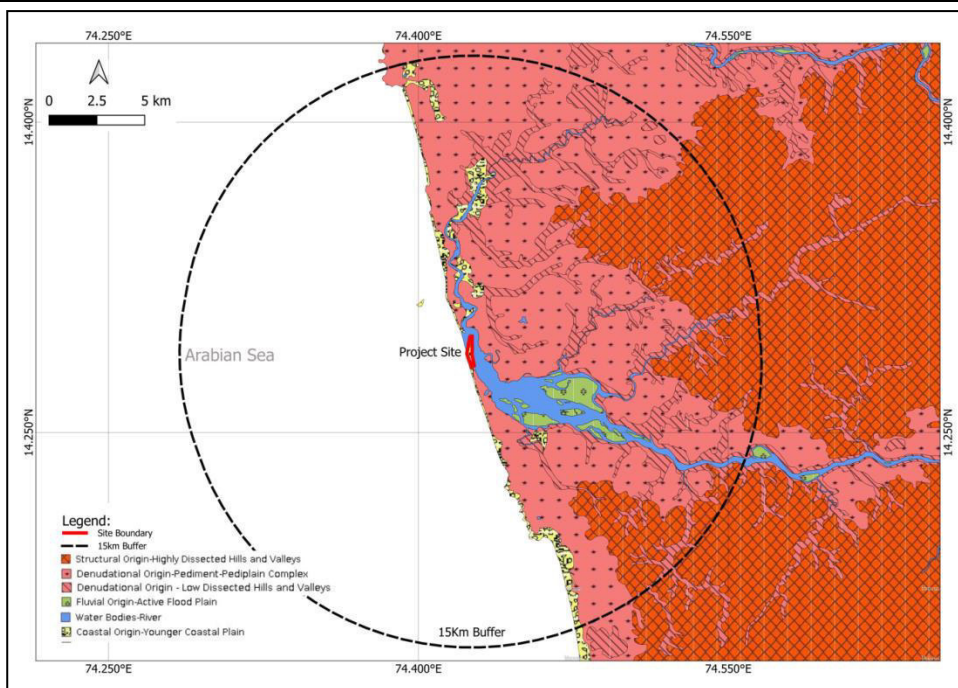 74.250°E 74.400°E 74.550°E
0 2.5 5 km
14.400°N 14.400°N
Project Site
Arabian Sea
14.250°N 14.250°N
Legend:
Site Boundary
15km Buffer
Structural Origin-Highly Dissected Hills and Valleys
Denudational Origin-Pediment-Pediplain Complex
Denudational Origin - Low Dissected Hills and Valleys
Fluvial Origin-Active Flood Plain
Water Bodies-River
Coastal Origin-Younger Coastal Plain
15Km Buffer
74.250°E 74.400°E 74.550°E